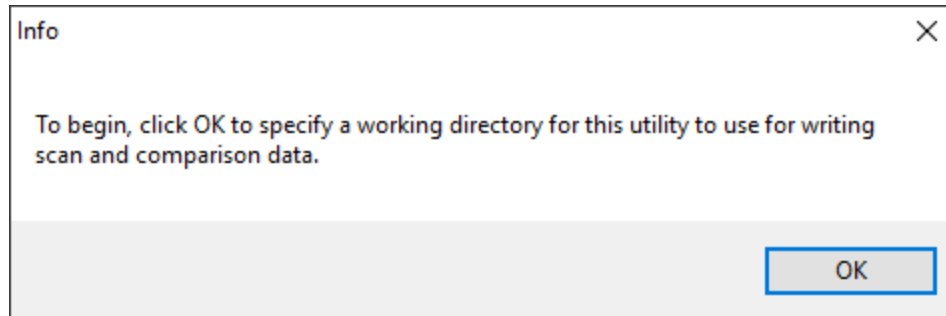 Info
To begin, click OK to specify a working directory for this utility to use for writing
scan and comparison data.
OK